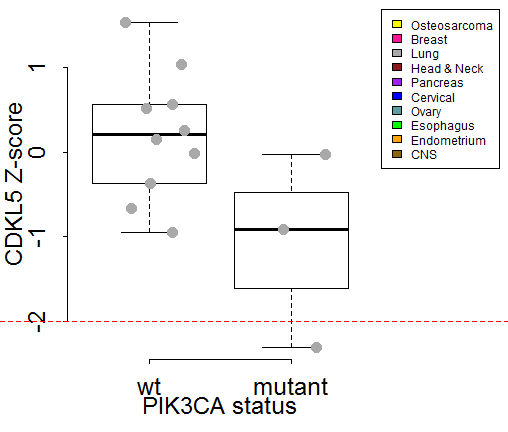 Osteosarcoma
Breast
Lung
Head & Neck
Pancreas
Cervical
Ovary
Esophagus
Endometrium
CNS
CDKL5 Z-score
1
0
-1
-2
wt mutant
PIK3CA status